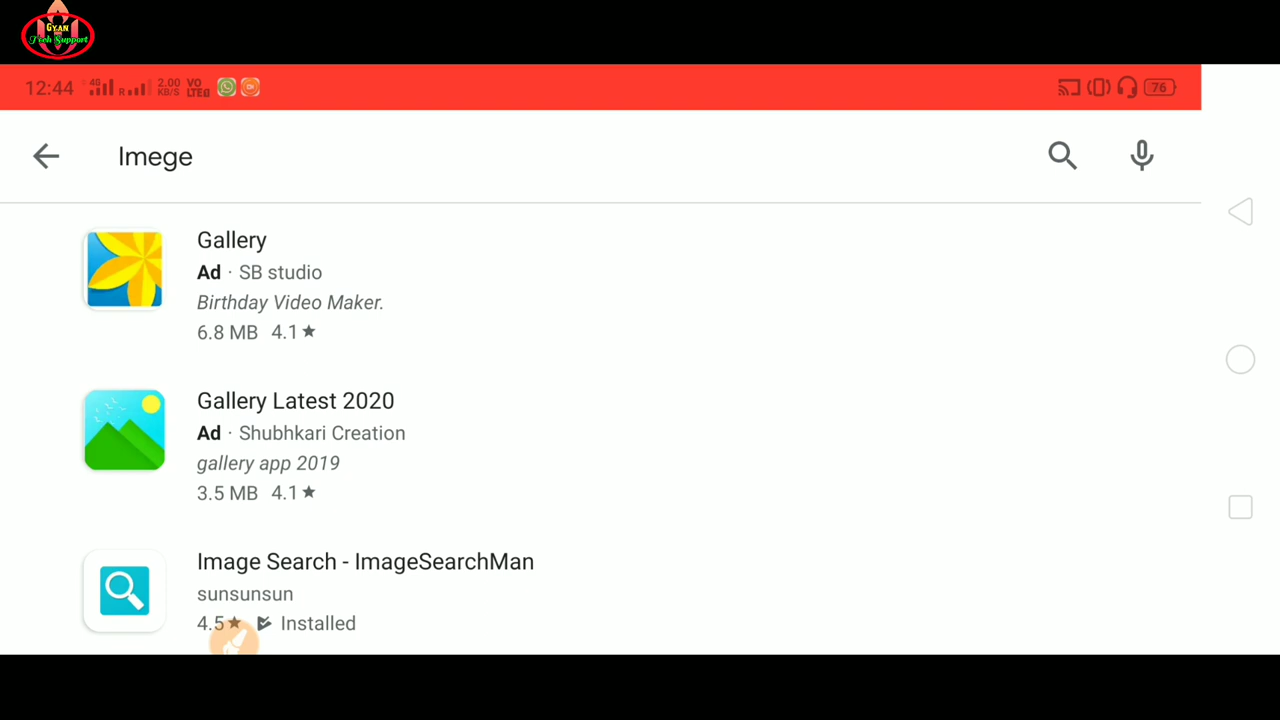 Gyan
Tech Support
12:44 4G R 2.00 KB/S VO LTE 76
Imege
Gallery
Ad · SB studio
Birthday Video Maker.
6.8 MB 4.1★
Gallery Latest 2020
Ad · Shubhkari Creation
gallery app 2019
3.5 MB 4.1★
Image Search - ImageSearchMan
sunsunsun
4.5★ Installed